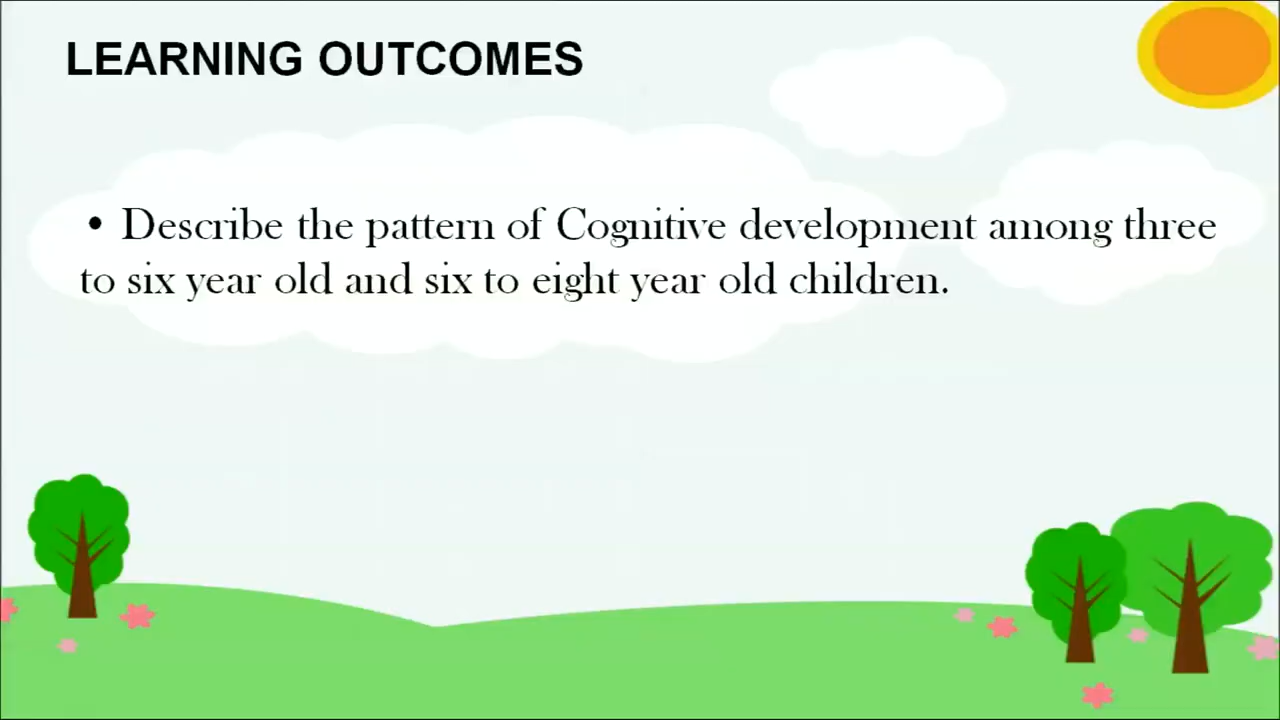 LEARNING OUTCOMES
• Describe the pattern of Cognitive development among three
to six year old and six to eight year old children.